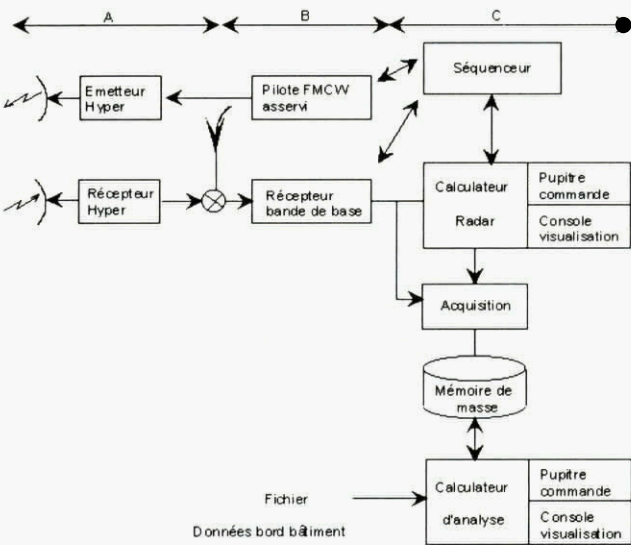 A
B
C
Emetteur
Hyper
Pilote FMCW
asservi
Séquenceur
Récepteur
Hyper
Récepteur
bande de base
Calculateur
Radar
Pupitre
commande
Console
visualisation
Acquisition
Mémoire de
masse
Fichier
Données bord bâtiment
Calculateur
d'analyse
Pupitre
commande
Console
visualisation